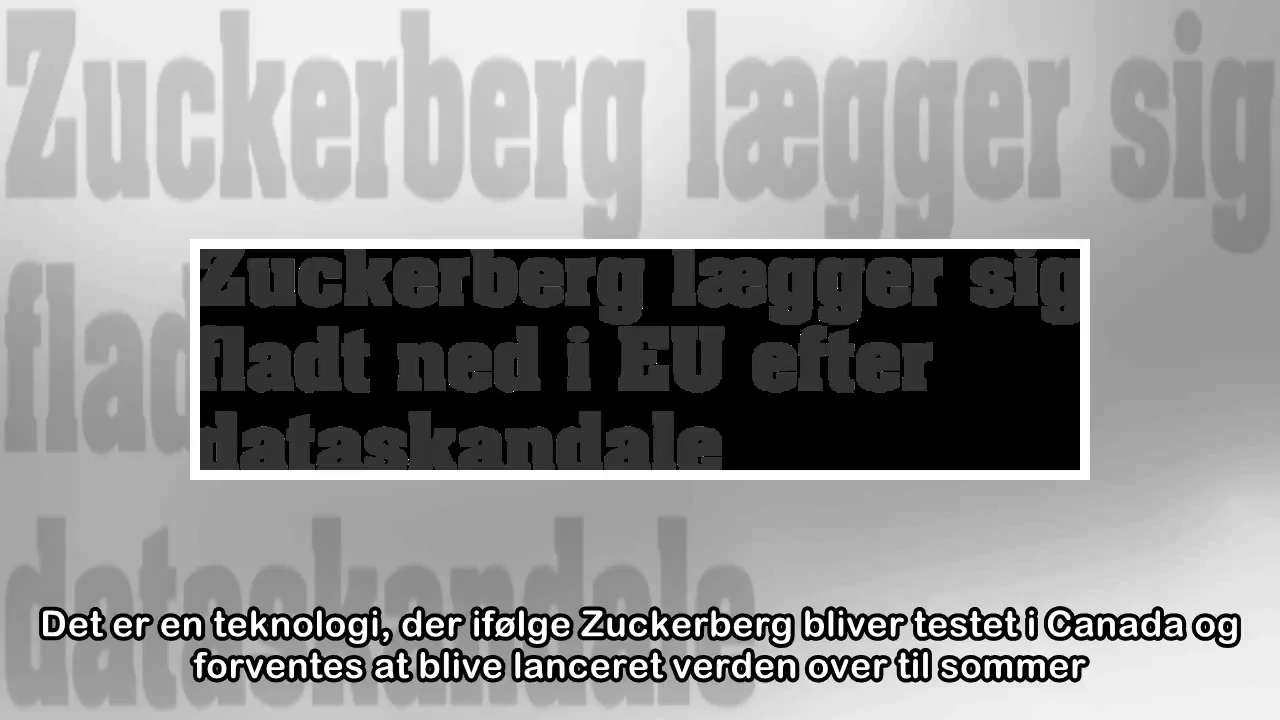 Zuckerberg lægger sig
fladt ned i EU efter
dataskandale
Zuckerberg lægger sig
flad
dataskandale
Det er en teknologi, der ifølge Zuckerberg bliver testet i Canada og
forventes at blive lanceret verden over til sommer